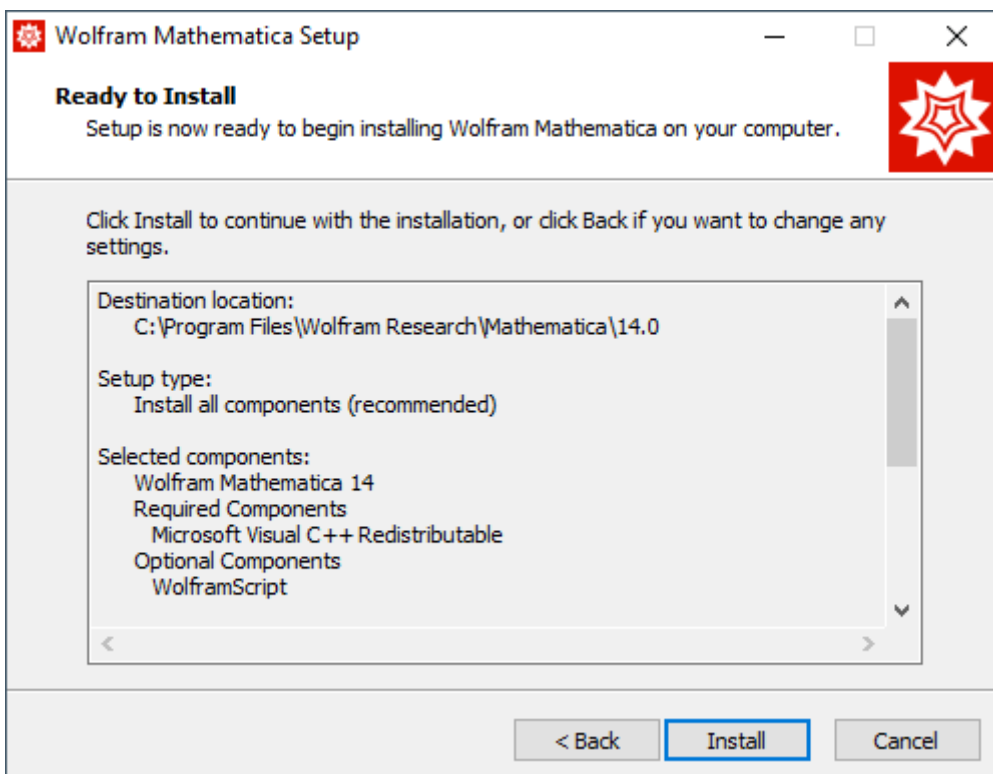 Wolfram Mathematica Setup
Ready to Install
Setup is now ready to begin installing Wolfram Mathematica on your computer.
Click Install to continue with the installation, or click Back if you want to change any
settings.
Destination location:
C:\Program Files\Wolfram Research\Mathematica\14.0
Setup type:
Install all components (recommended)
Selected components:
Wolfram Mathematica 14
Required Components
Microsoft Visual C++ Redistributable
Optional Components
WolframScript
< Back
Install
Cancel